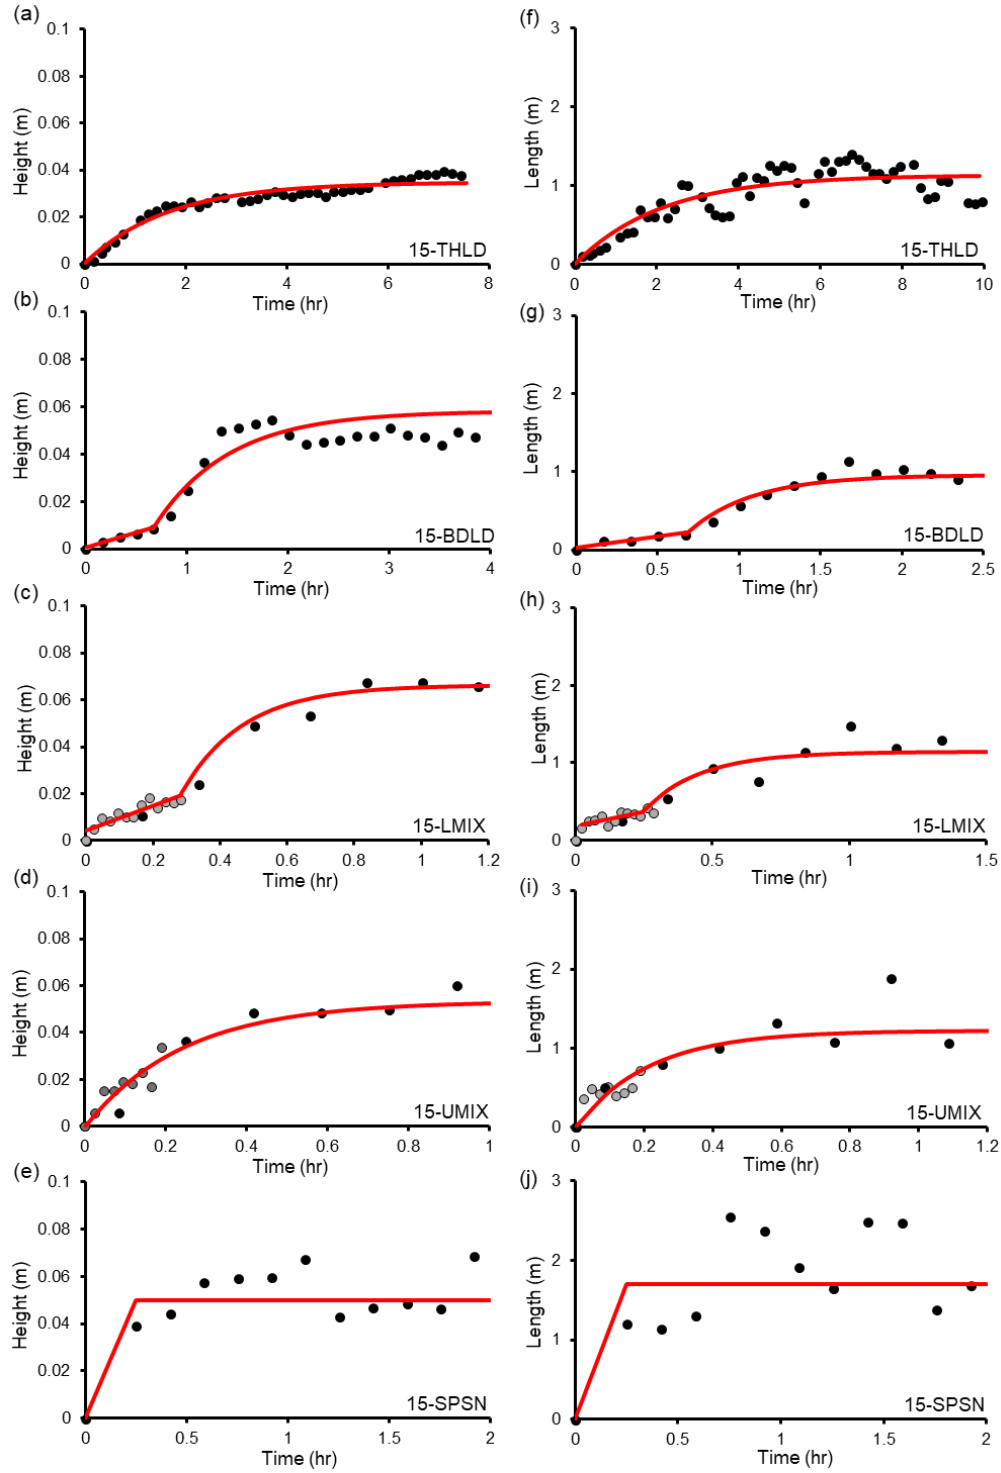 (a)
0.1
0.08
0.06
0.04
0.02
0
Height (m)
0 2 4 6 8
Time (hr)
15-THLD
(f)
3
2
1
0
Length (m)
0 2 4 6 8 10
Time (hr)
15-THLD
(b)
0.1
0.08
0.06
0.04
0.02
0
Height (m)
0 1 2 3 4
Time (hr)
15-BDLD
(g)
3
2
1
0
Length (m)
0 0.5 1 1.5 2 2.5
Time (hr)
15-BDLD
(c)
0.1
0.08
0.06
0.04
0.02
0
Height (m)
0 0.2 0.4 0.6 0.8 1 1.2
Time (hr)
15-LMIX
(h)
3
2
1
0
Length (m)
0 0.5 1 1.5
Time (hr)
15-LMIX
(d)
0.1
0.08
0.06
0.04
0.02
0
Height (m)
0 0.2 0.4 0.6 0.8 1
Time (hr)
15-UMIX
(i)
3
2
1
0
Length (m)
0 0.2 0.4 0.6 0.8 1 1.2
Time (hr)
15-UMIX
(e)
0.1
0.08
0.06
0.04
0.02
0
Height (m)
0 0.5 1 1.5 2
Time (hr)
15-SPSN
(j)
3
2
1
0
Length (m)
0 0.5 1 1.5 2
Time (hr)
15-SPSN